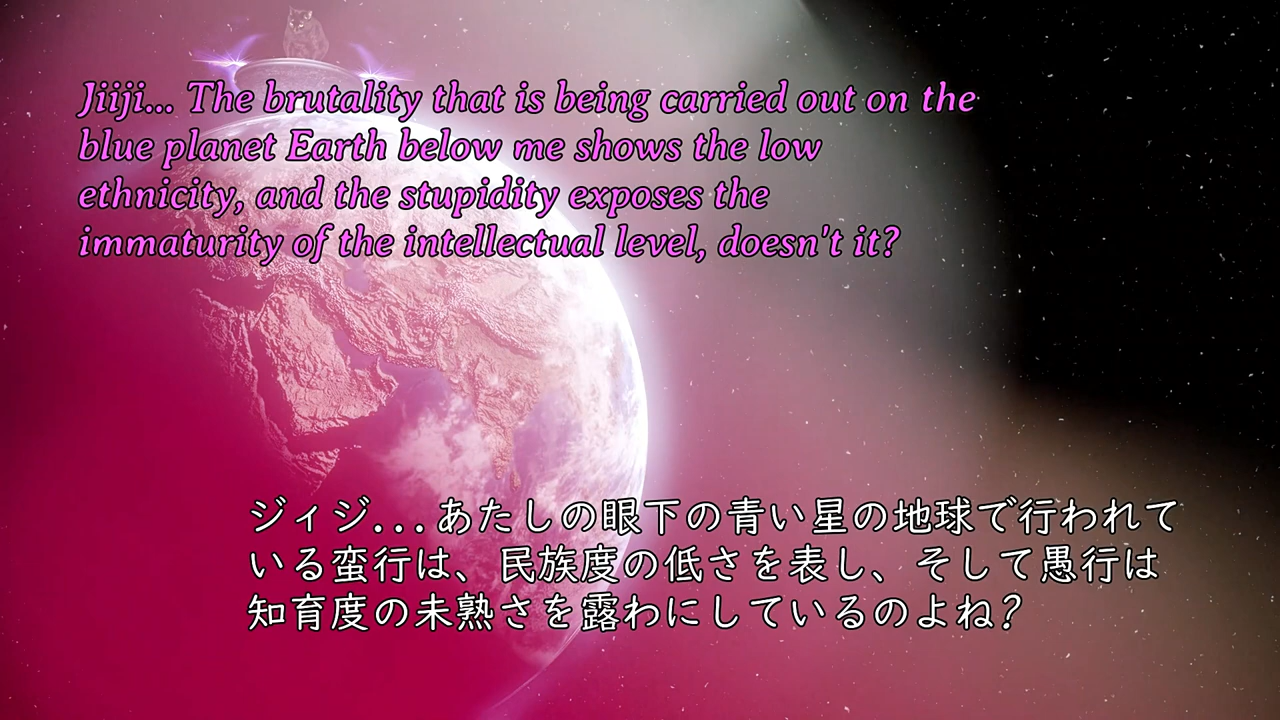 Jiiji... The brutality that is being carried out on the
blue planet Earth below me shows the low
ethnicity, and the stupidity exposes the
immaturity of the intellectual level, doesn't it?
ジィジ...あたしの眼下の青い星の地球で行われて
いる蛮行は、民族度の低さを表し、そして愚行は
知育度の未熟さを露わにしているのよね?